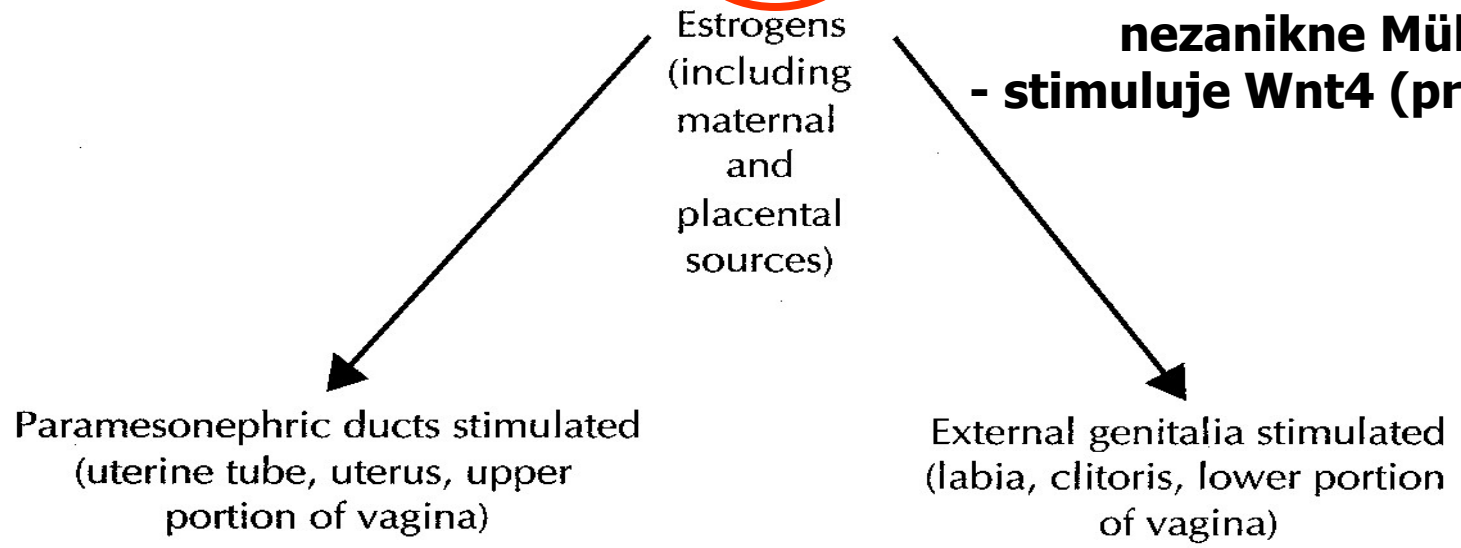 Estrogens
(including
maternal
and
placental
sources)
nezanikne Mül
- stimuluje Wnt4 (pr
Paramesonephric ducts stimulated
(uterine tube, uterus, upper
portion of vagina)
External genitalia stimulated
(labia, clitoris, lower portion
of vagina)